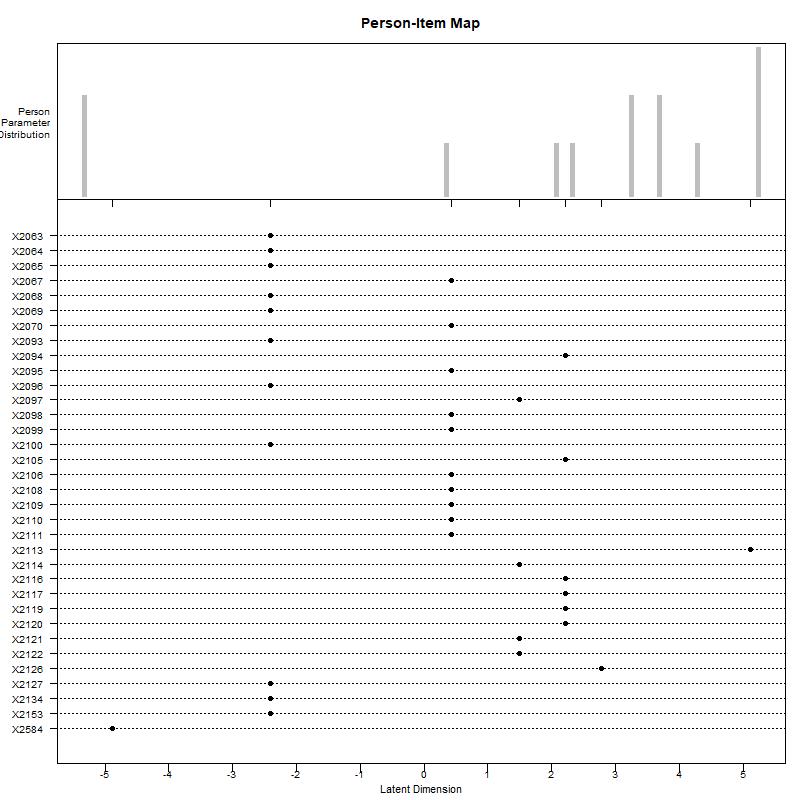 Person-Item Map
Person
Parameter
Distribution
X2063
X2064
X2065
X2067
X2068
X2069
X2070
X2093
X2094
X2095
X2096
X2097
X2098
X2099
X2100
X2105
X2106
X2108
X2109
X2110
X2111
X2113
X2114
X2116
X2117
X2119
X2120
X2121
X2122
X2126
X2127
X2134
X2153
X2584
-5 -4 -3 -2 -1 0 1 2 3 4 5
Latent Dimension